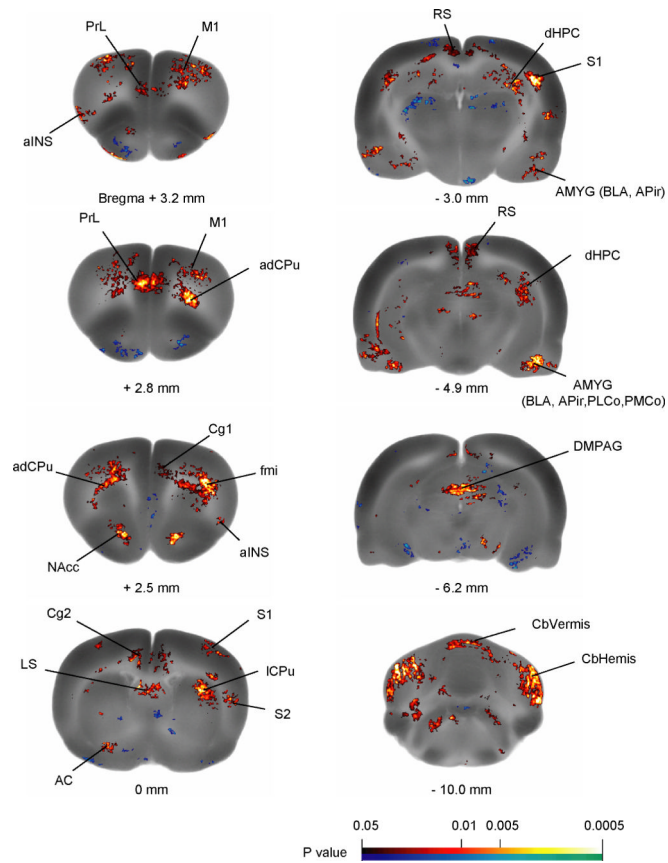 PrL
M1
aINS
Bregma + 3.2 mm
RS
dHPC
S1
AMYG (BLA, APir)
- 3.0 mm
PrL
M1
adCPu
+ 2.8 mm
RS
dHPC
- 4.9 mm
AMYG
(BLA, APir,PLCo,PMCo)
Cg1
adCPu
fmi
NAcc
aINS
+ 2.5 mm
DMPAG
- 6.2 mm
Cg2
S1
LS
lCPu
S2
AC
0 mm
CbVermis
CbHemis
- 10.0 mm
0.05
0.01
0.005
0.0005
P value